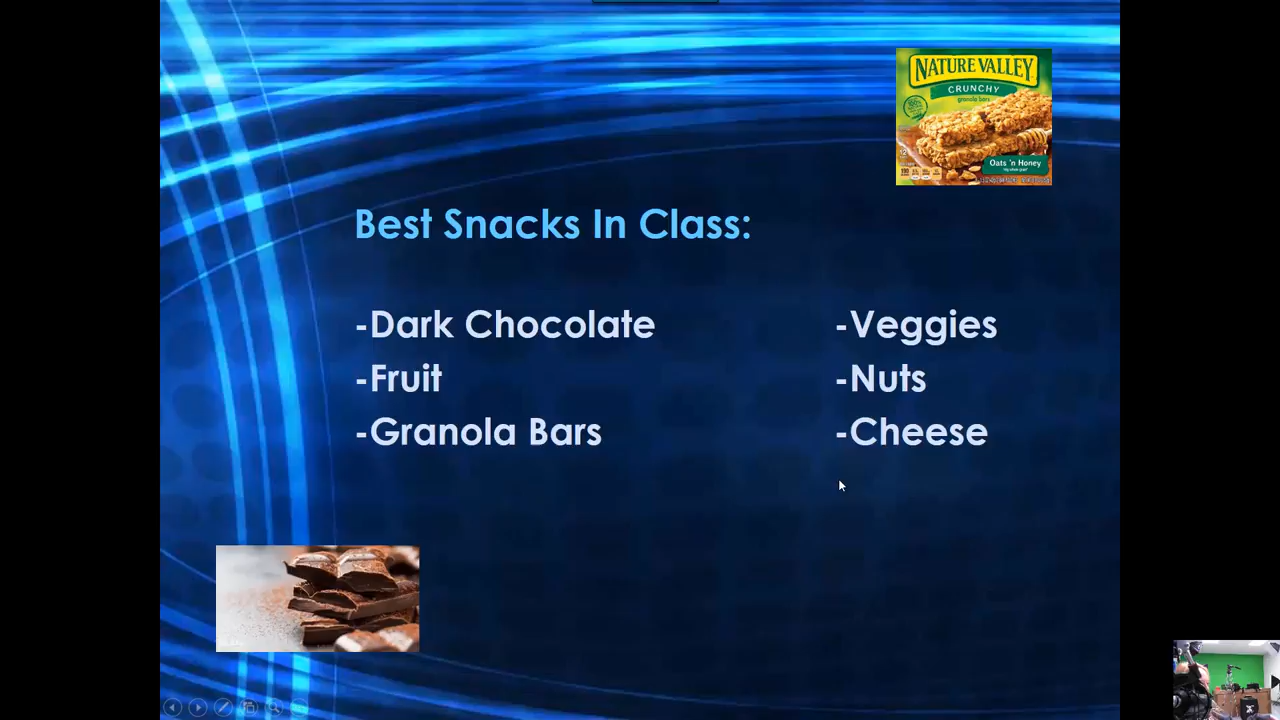 NATURE VALLEY
CRUNCHY
granola bars
Oats 'n Honey
Best Snacks In Class:
-Dark Chocolate
-Fruit
-Granola Bars
-Veggies
-Nuts
-Cheese